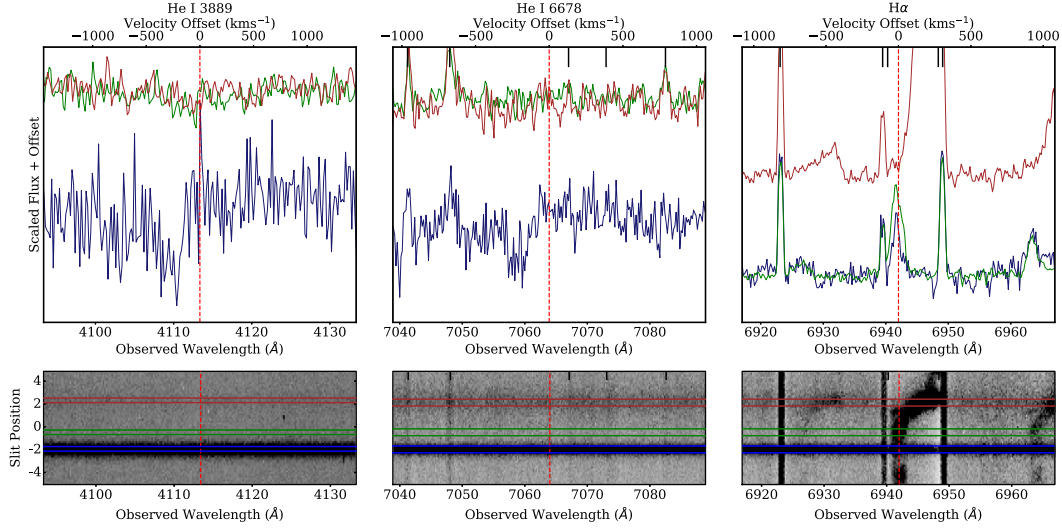 He I 3889
Velocity Offset (kms⁻¹)
−1000 −500 0 500 1000
Scaled Flux + Offset
4100 4110 4120 4130
Observed Wavelength (Å)
He I 6678
Velocity Offset (kms⁻¹)
−1000 −500 0 500 1000
7040 7050 7060 7070 7080
Observed Wavelength (Å)
Hα
Velocity Offset (kms⁻¹)
−1000 −500 0 500 1000
6920 6930 6940 6950 6960
Observed Wavelength (Å)
Slit Position
4
2
0
−2
−4
4100 4110 4120 4130
Observed Wavelength (Å)
7040 7050 7060 7070 7080
Observed Wavelength (Å)
6920 6930 6940 6950 6960
Observed Wavelength (Å)